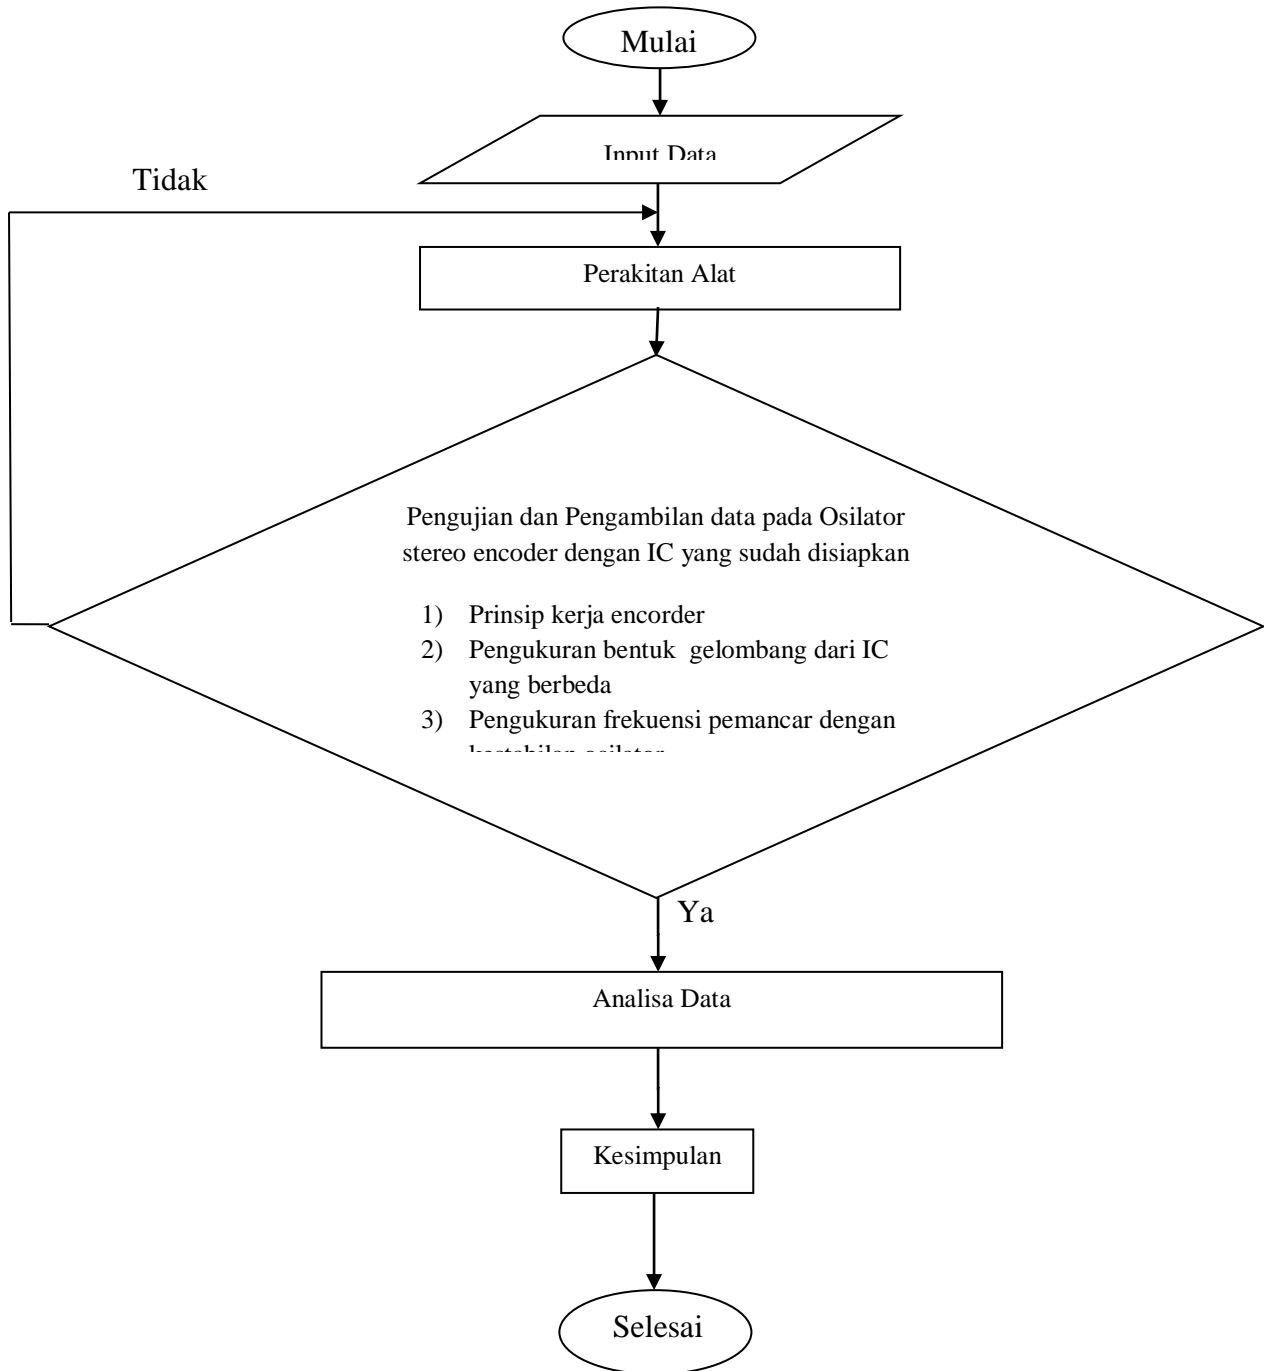 Mulai
Input Data
Tidak
Perakitan Alat
Pengujian dan Pengambilan data pada Osilator
stereo encoder dengan IC yang sudah disiapkan
1) Prinsip kerja encorder
2) Pengukuran bentuk gelombang dari IC
yang berbeda
3) Pengukuran frekuensi pemancar dengan
kestabilan osilator
Ya
Analisa Data
Kesimpulan
Selesai